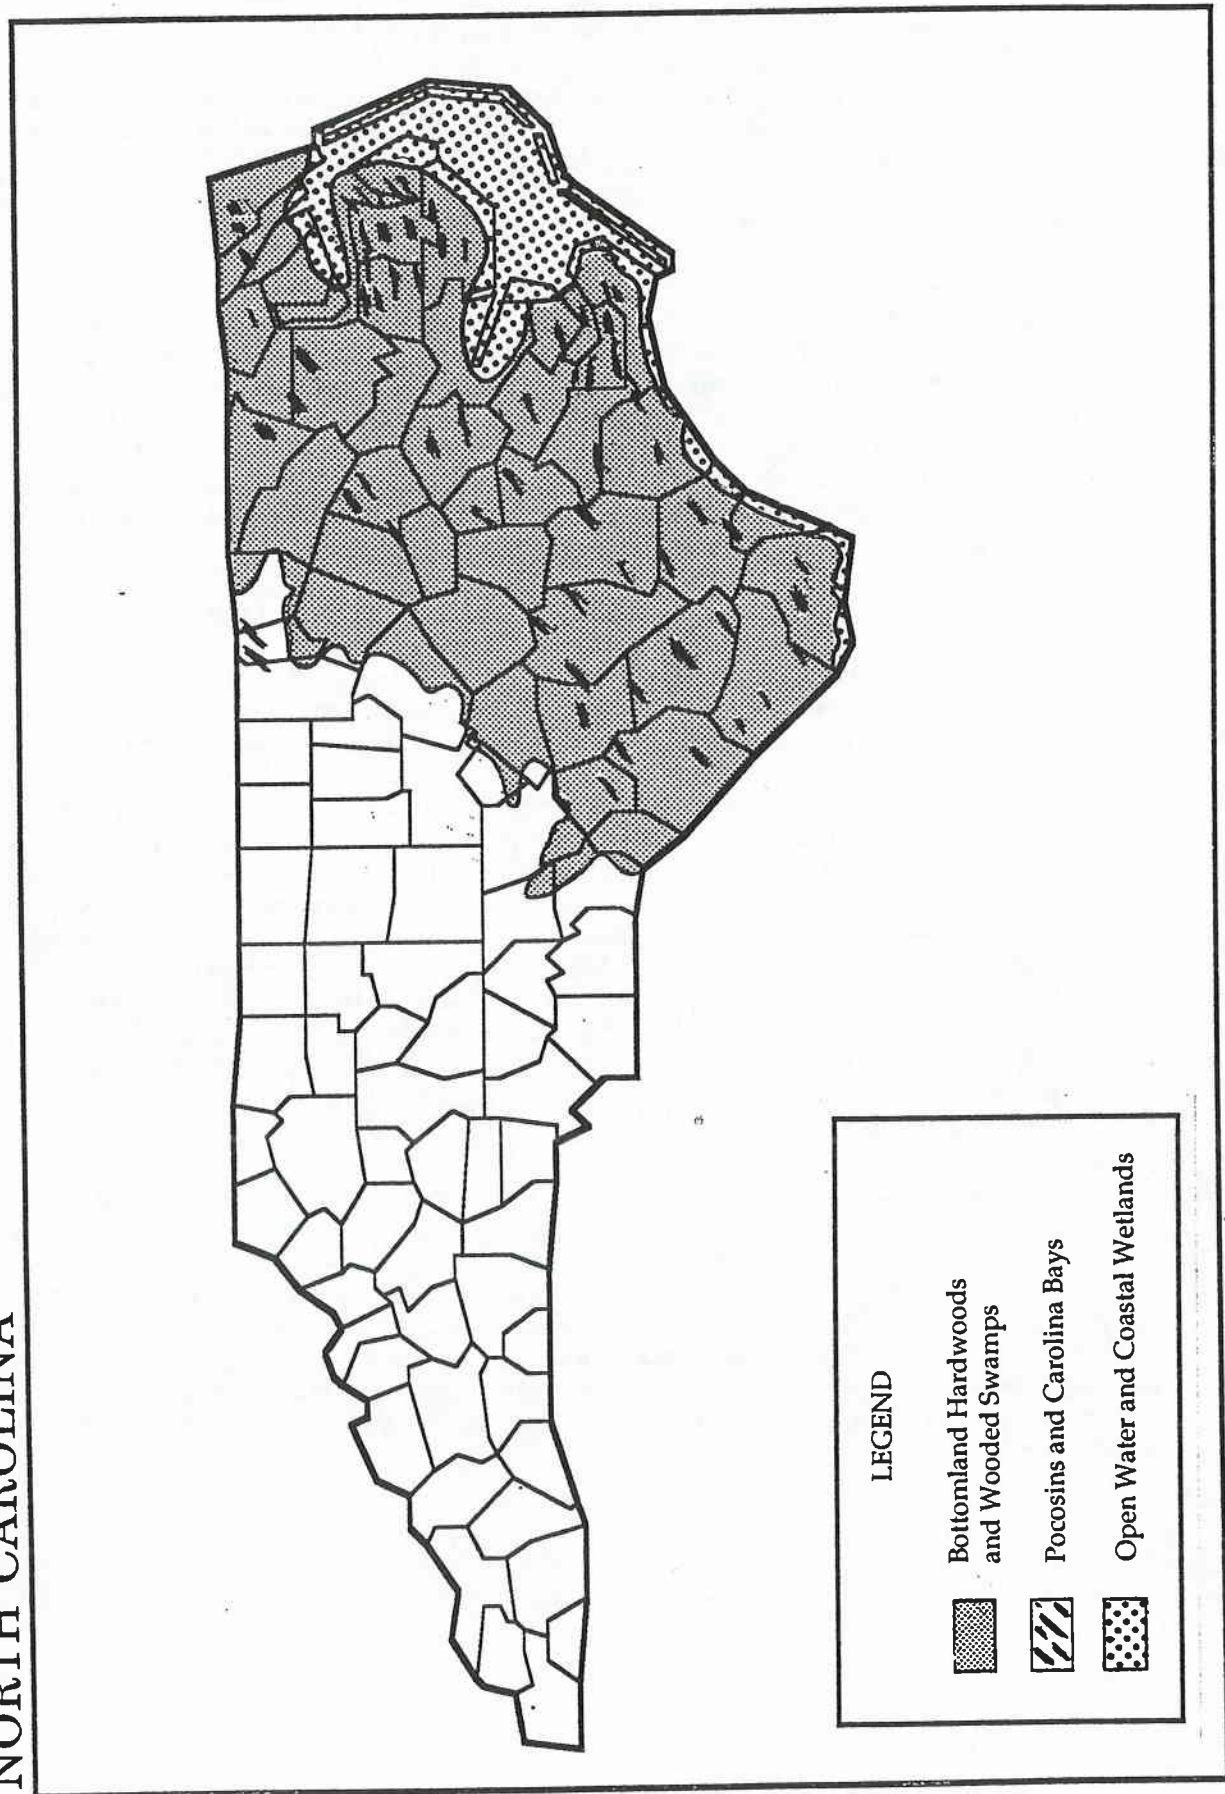 NORTH CAROLINA
LEGEND
Bottomland Hardwoods
and Wooded Swamps
Pocosins and Carolina Bays
Open Water and Coastal Wetlands